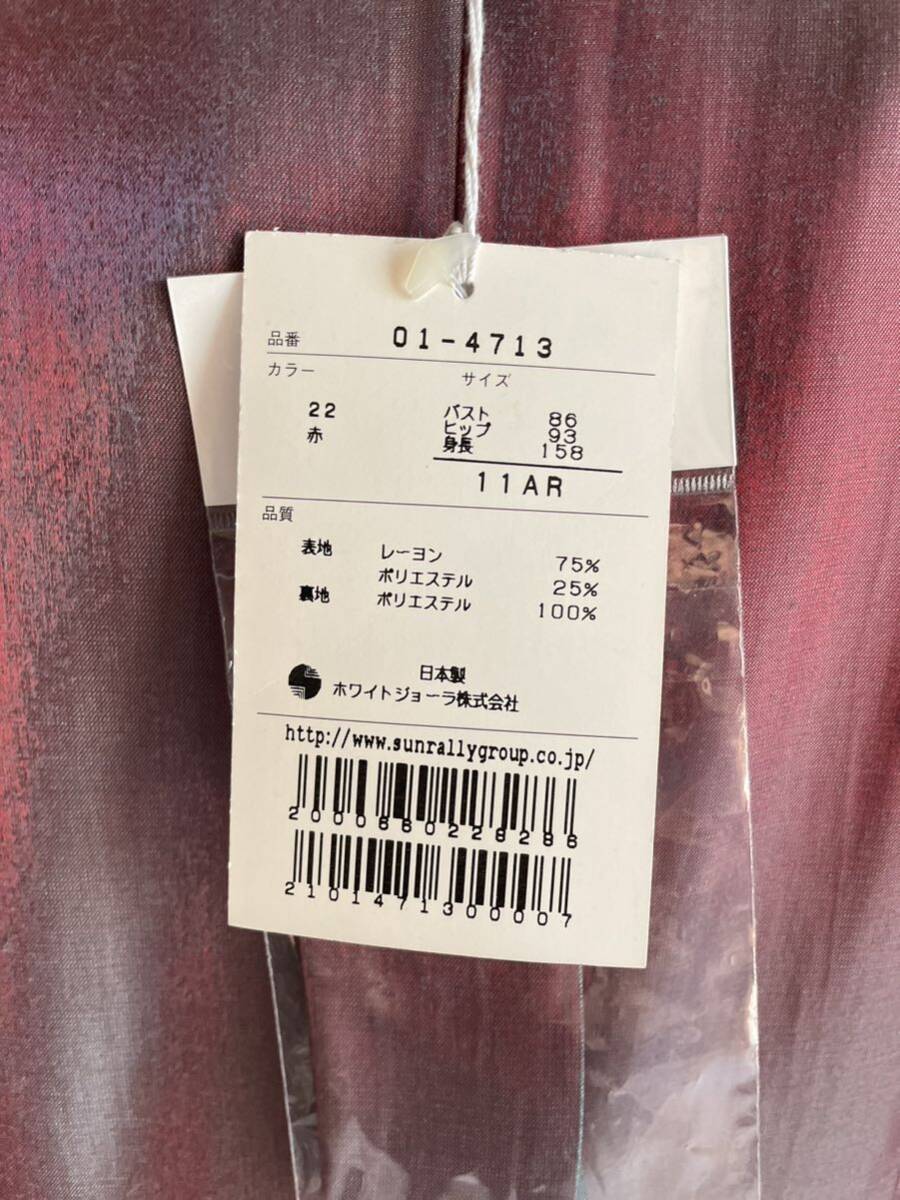 品番 01-4713
カラー サイズ
22 バスト 86
赤 ヒップ 93
身長 158
11AR
品質
表地 レーヨン 75%
ポリエステル 25%
裏地 ポリエステル 100%
日本製
ホワイトジョーラ株式会社
http://www.sunrallygroup.co.jp/
2000660228286
2101471300007